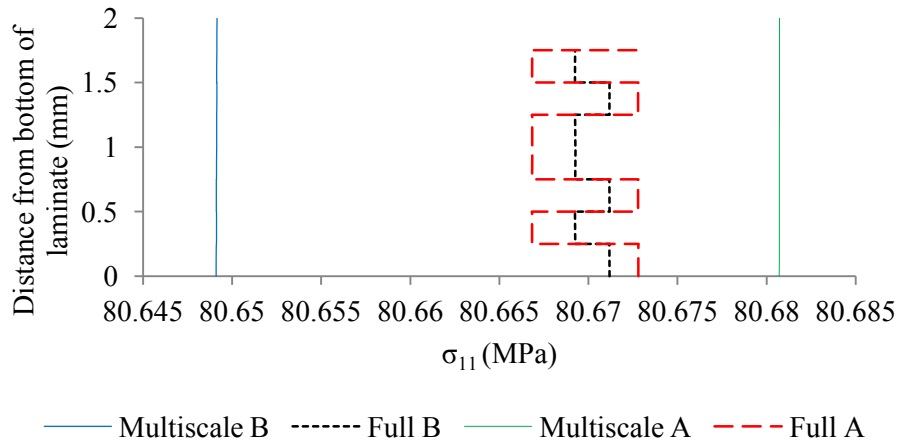 2
1.5
1
0.5
0
Distance from bottom of
laminate (mm)
80.645 80.65 80.655 80.66 80.665 80.67 80.675 80.68 80.685
σ11 (MPa)
Multiscale B Full B Multiscale A Full A